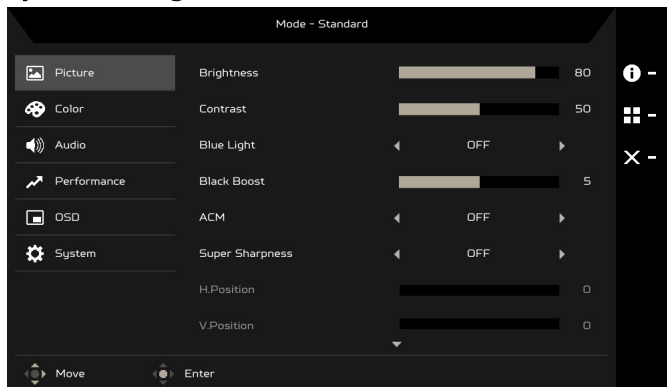 Mode - Standard
Picture
Brightness 80
Color
Contrast 50
Audio
Blue Light OFF
Performance
Black Boost 5
OSD
ACM OFF
System
Super Sharpness OFF
H.Position 0
V.Position 0
Move Enter